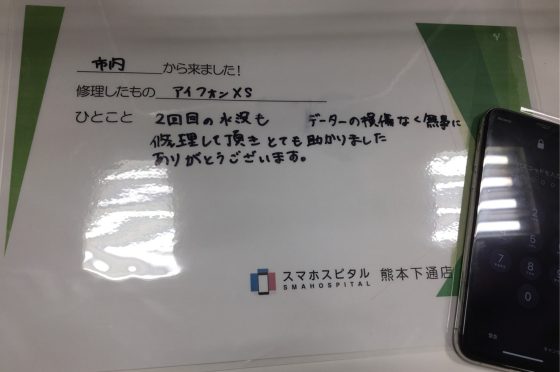 市内 から来ました!
修理したもの アイフォンXS
ひとこと 2回目の水没も データーの損傷なく無事に
修理して頂きとても助かりました
ありがとうございます。
スマホスピタル 熊本下通店
SMAHOSPITAL
7
8
0